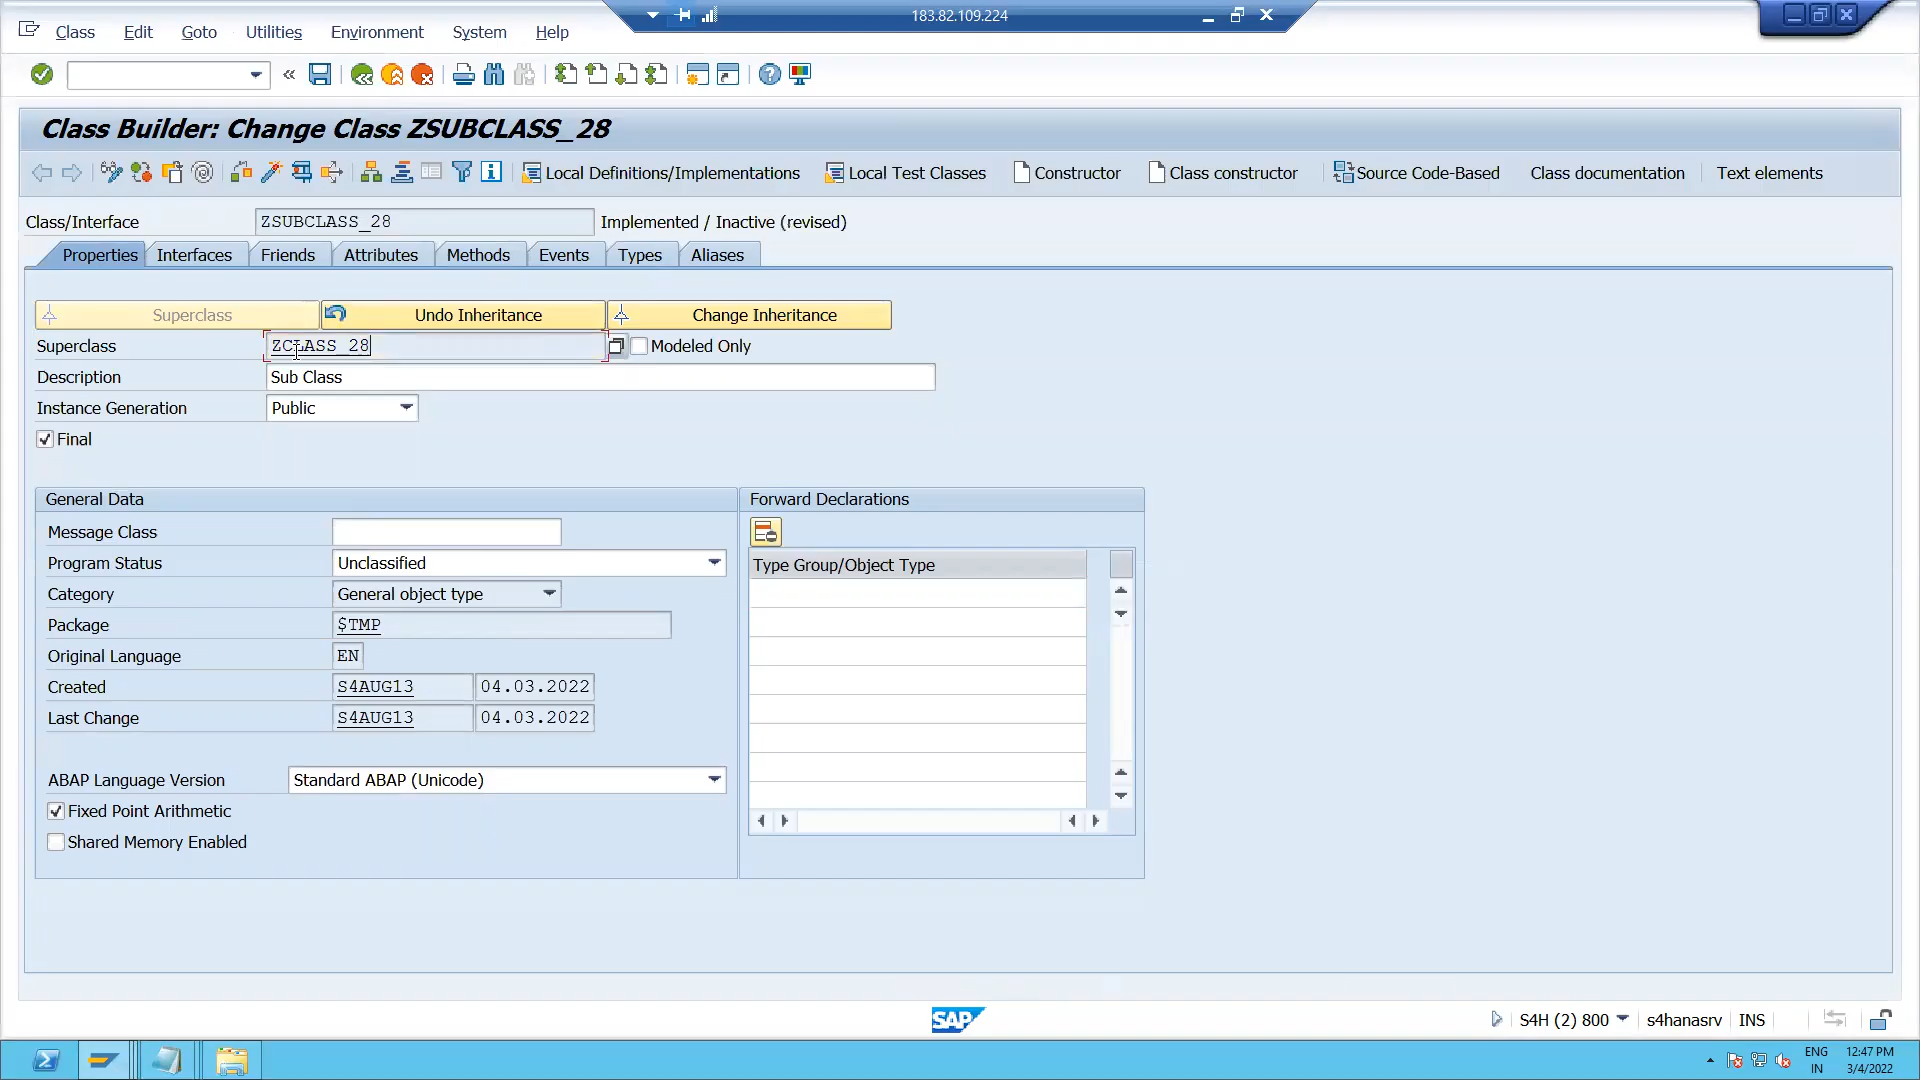 183.82.109.224
Class Edit Goto Utilities Environment System Help
Class Builder: Change Class ZSUBCLASS_28
Local Definitions/Implementations Local Test Classes Constructor Class constructor Source Code-Based Class documentation Text elements
Class/Interface ZSUBCLASS_28 Implemented / Inactive (revised)
Properties Interfaces Friends Attributes Methods Events Types Aliases
Superclass Undo Inheritance Change Inheritance
Superclass ZCLASS_28 Modeled Only
Description Sub Class
Instance Generation Public
Final
General Data Forward Declarations
Message Class
Type Group/Object Type
Program Status Unclassified
Category General object type
Package $TMP
Original Language EN
Created S4AUG13 04.03.2022
Last Change S4AUG13 04.03.2022
ABAP Language Version Standard ABAP (Unicode)
Fixed Point Arithmetic
Shared Memory Enabled
SAP S4H (2) 800 s4hanasrv INS
ENG 12:47 PM
IN 3/4/2022